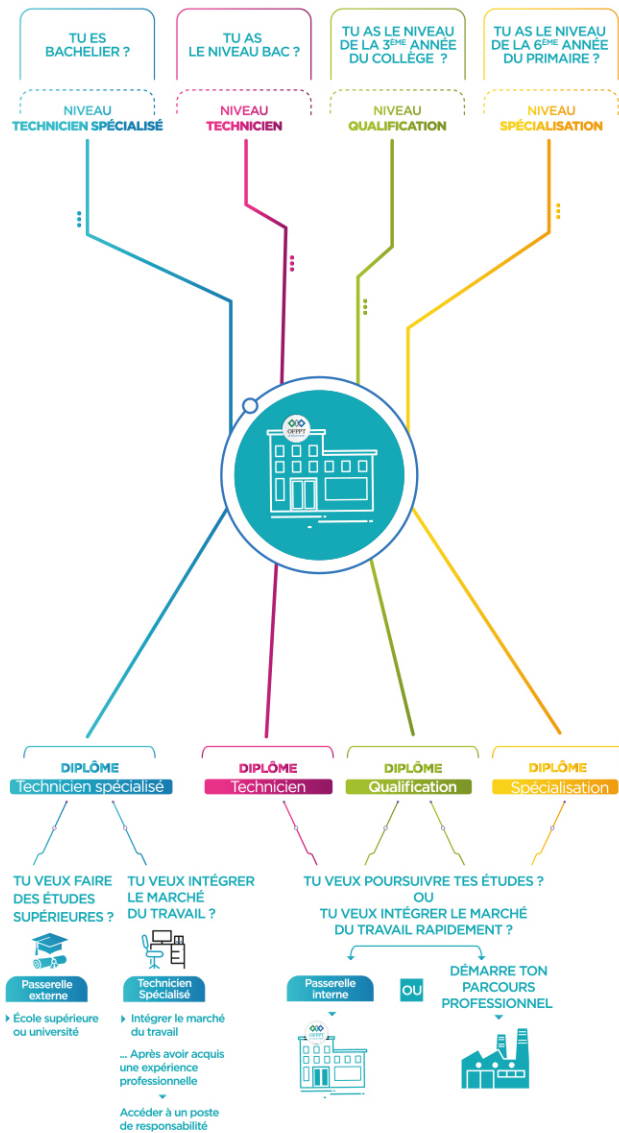 TU ES
BACHELIER ?
TU AS
LE NIVEAU BAC ?
TU AS LE NIVEAU
DE LA 3ÈME ANNÉE
DU COLLÈGE ?
TU AS LE NIVEAU
DE LA 6ÈME ANNÉE
DU PRIMAIRE ?
NIVEAU
TECHNICIEN SPÉCIALISÉ
NIVEAU
TECHNICIEN
NIVEAU
QUALIFICATION
NIVEAU
SPÉCIALISATION
OFPPT
DIPLÔME
Technicien spécialisé
DIPLÔME
Technicien
DIPLÔME
Qualification
DIPLÔME
Spécialisation
TU VEUX FAIRE
DES ÉTUDES
SUPÉRIEURES ?
TU VEUX INTÉGRER
LE MARCHÉ
DU TRAVAIL ?
TU VEUX POURSUIVRE TES ÉTUDES ?
OU
TU VEUX INTÉGRER LE MARCHÉ
DU TRAVAIL RAPIDEMENT ?
Passerelle
externe
École supérieure
ou université
Technicien
Spécialisé
Intégrer le marché
du travail
... Après avoir acquis
une expérience
professionnelle
Accéder à un poste
de responsabilité
Passerelle
interne
OU
DÉMARRE TON
PARCOURS
PROFESSIONNEL
OFPPT